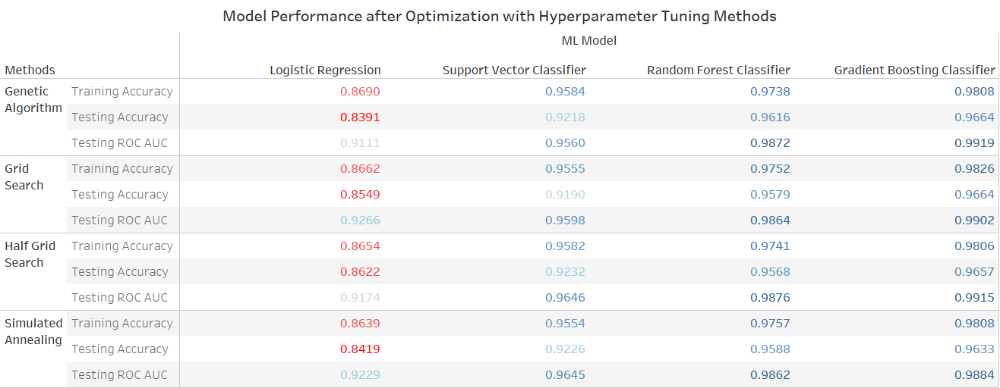 Model Performance after Optimization with Hyperparameter Tuning Methods
ML Model
Methods Logistic Regression Support Vector Classifier Random Forest Classifier Gradient Boosting Classifier
Genetic Algorithm Training Accuracy 0.8690 0.9584 0.9738 0.9808
Testing Accuracy 0.8391 0.9218 0.9616 0.9664
Testing ROC AUC 0.9111 0.9560 0.9872 0.9919
Grid Search Training Accuracy 0.8662 0.9555 0.9752 0.9826
Testing Accuracy 0.8549 0.9190 0.9579 0.9664
Testing ROC AUC 0.9266 0.9598 0.9864 0.9902
Half Grid Search Training Accuracy 0.8654 0.9582 0.9741 0.9806
Testing Accuracy 0.8622 0.9232 0.9568 0.9657
Testing ROC AUC 0.9174 0.9646 0.9876 0.9915
Simulated Annealing Training Accuracy 0.8639 0.9554 0.9757 0.9808
Testing Accuracy 0.8419 0.9226 0.9588 0.9633
Testing ROC AUC 0.9229 0.9645 0.9862 0.9884